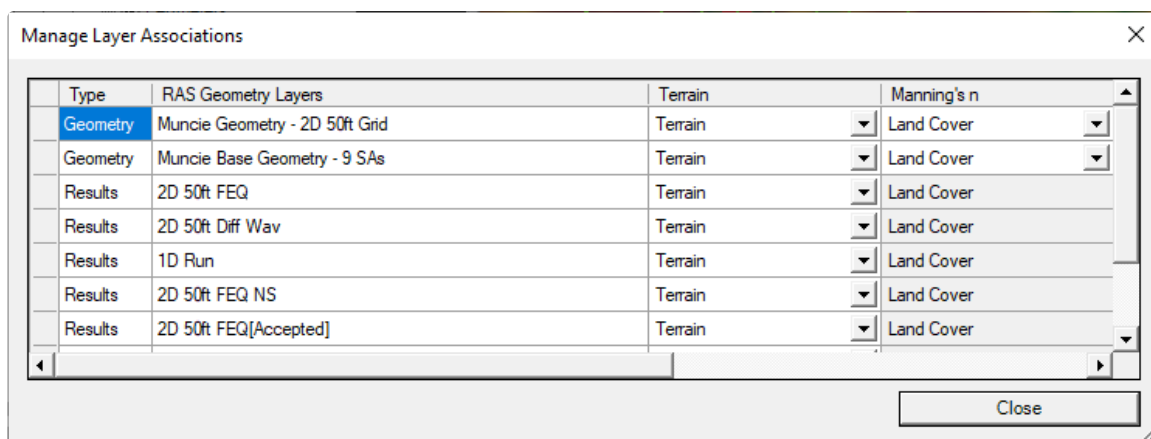 Manage Layer Associations
Type RAS Geometry Layers Terrain Manning's n
Geometry Muncie Geometry - 2D 50ft Grid Terrain Land Cover
Geometry Muncie Base Geometry - 9 SAs Terrain Land Cover
Results 2D 50ft FEQ Terrain Land Cover
Results 2D 50ft Diff Wav Terrain Land Cover
Results 1D Run Terrain Land Cover
Results 2D 50ft FEQ NS Terrain Land Cover
Results 2D 50ft FEQ[Accepted] Terrain Land Cover
Close